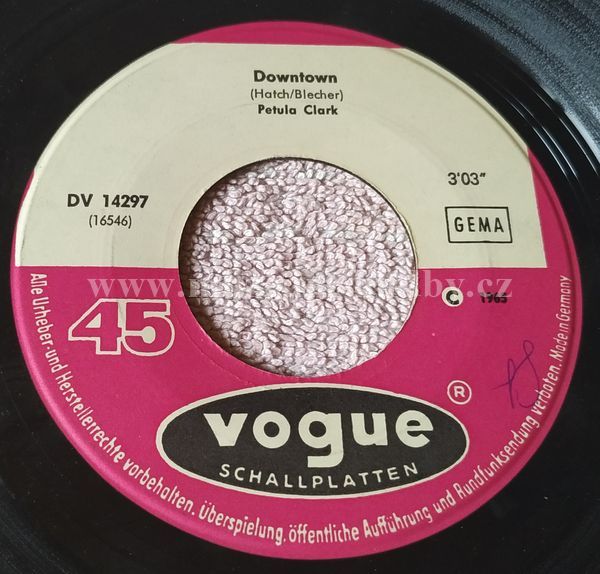 Downtown
(Hatch/Blecher)
Petula Clark
DV 14297
(16546)
3'03"
GEMA
45
C 1965
vogue ®
SCHALLPLATTEN
Alle Urheber- und Herstellerrechte vorbehalten. Überspielung, öffentliche Aufführung und Rundfunksendung verboten. Made in Germany